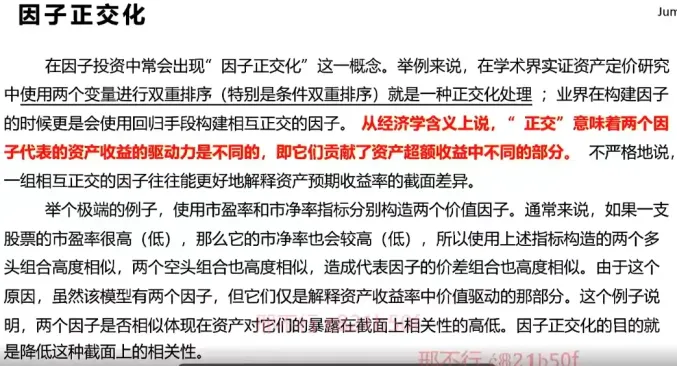 因子正交化
Jum
在因子投资中常会出现“因子正交化”这一概念。举例来说，在学术界实证资产定价研究
中使用两个变量进行双重排序（特别是条件双重排序）就是一种正交化处理 ；业界在构建因子
的时候更是会使用回归手段构建相互正交的因子。从经济学含义上说，“ 正交”意味着两个因
子代表的资产收益的驱动力是不同的，即它们贡献了资产超额收益中不同的部分。 不严格地说，
一组相互正交的因子往往能更好地解释资产预期收益率的截面差异。
举个极端的例子，使用市盈率和市净率指标分别构造两个价值因子。通常来说，如果一支
股票的市盈率很高（低），那么它的市净率也会较高（低），所以使用上述指标构造的两个多
头组合高度相似，两个空头组合也高度相似，造成代表因子的价差组合也高度相似。由于这个
原因，虽然该模型有两个因子，但它们仅是解释资产收益率中价值驱动的那部分。这个例子说
明，两个因子是否相似体现在资产对它们的暴露在截面上相关性的高低。因子正交化的目的就
是降低这种截面上的相关性。